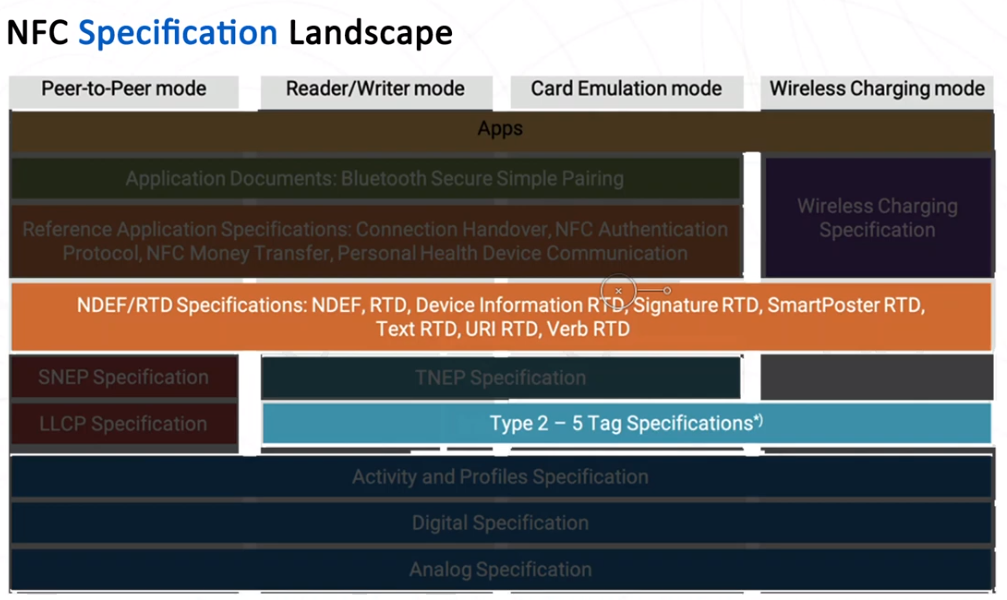 NFC Specification Landscape
Peer-to-Peer mode
Reader/Writer mode
Card Emulation mode
Wireless Charging mode
Apps
Application Documents: Bluetooth Secure Simple Pairing
Reference Application Specifications: Connection Handover, NFC Authentication
Protocol, NFC Money Transfer, Personal Health Device Communication
Wireless Charging
Specification
NDEF/RTD Specifications: NDEF, RTD, Device Information RTD, Signature RTD, SmartPoster RTD,
Text RTD, URI RTD, Verb RTD
SNEP Specification
TNEP Specification
LLCP Specification
Type 2 – 5 Tag Specifications*)
Activity and Profiles Specification
Digital Specification
Analog Specification